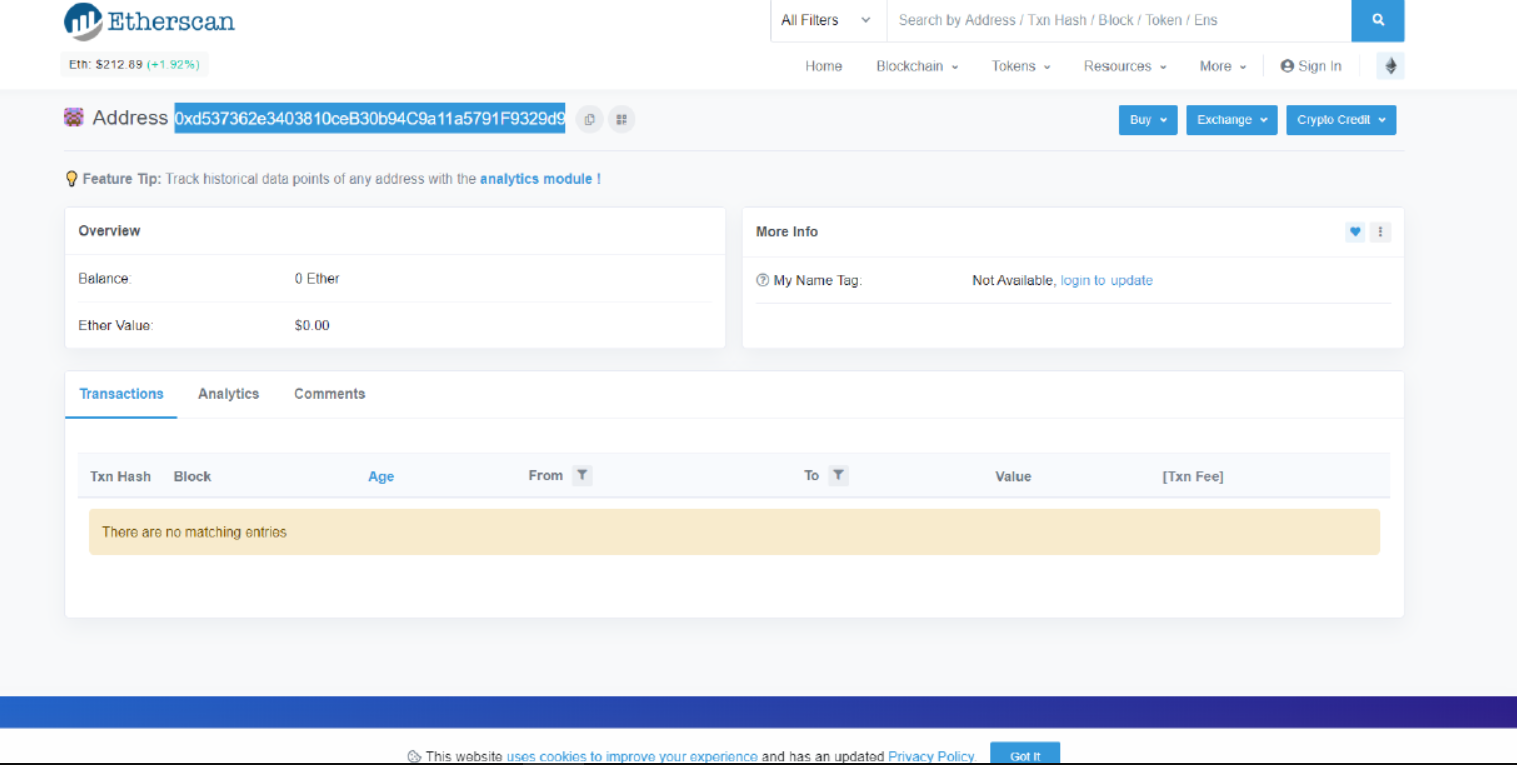 Etherscan
All Filters Search by Address / Txn Hash / Block / Token / Ens
Eth: $212.89 (+1.92%)
Home Blockchain Tokens Resources More Sign In
Address 0xd537362e3403810ceB30b94C9a11a5791F9329d9
Buy Exchange Crypto Credit
Feature Tip: Track historical data points of any address with the analytics module !
Overview
Balance: 0 Ether
Ether Value: $0.00
More Info
My Name Tag: Not Available, login to update
Transactions Analytics Comments
Txn Hash Block Age From To Value [Txn Fee]
There are no matching entries
This website uses cookies to improve your experience and has an updated Privacy Policy. Got It